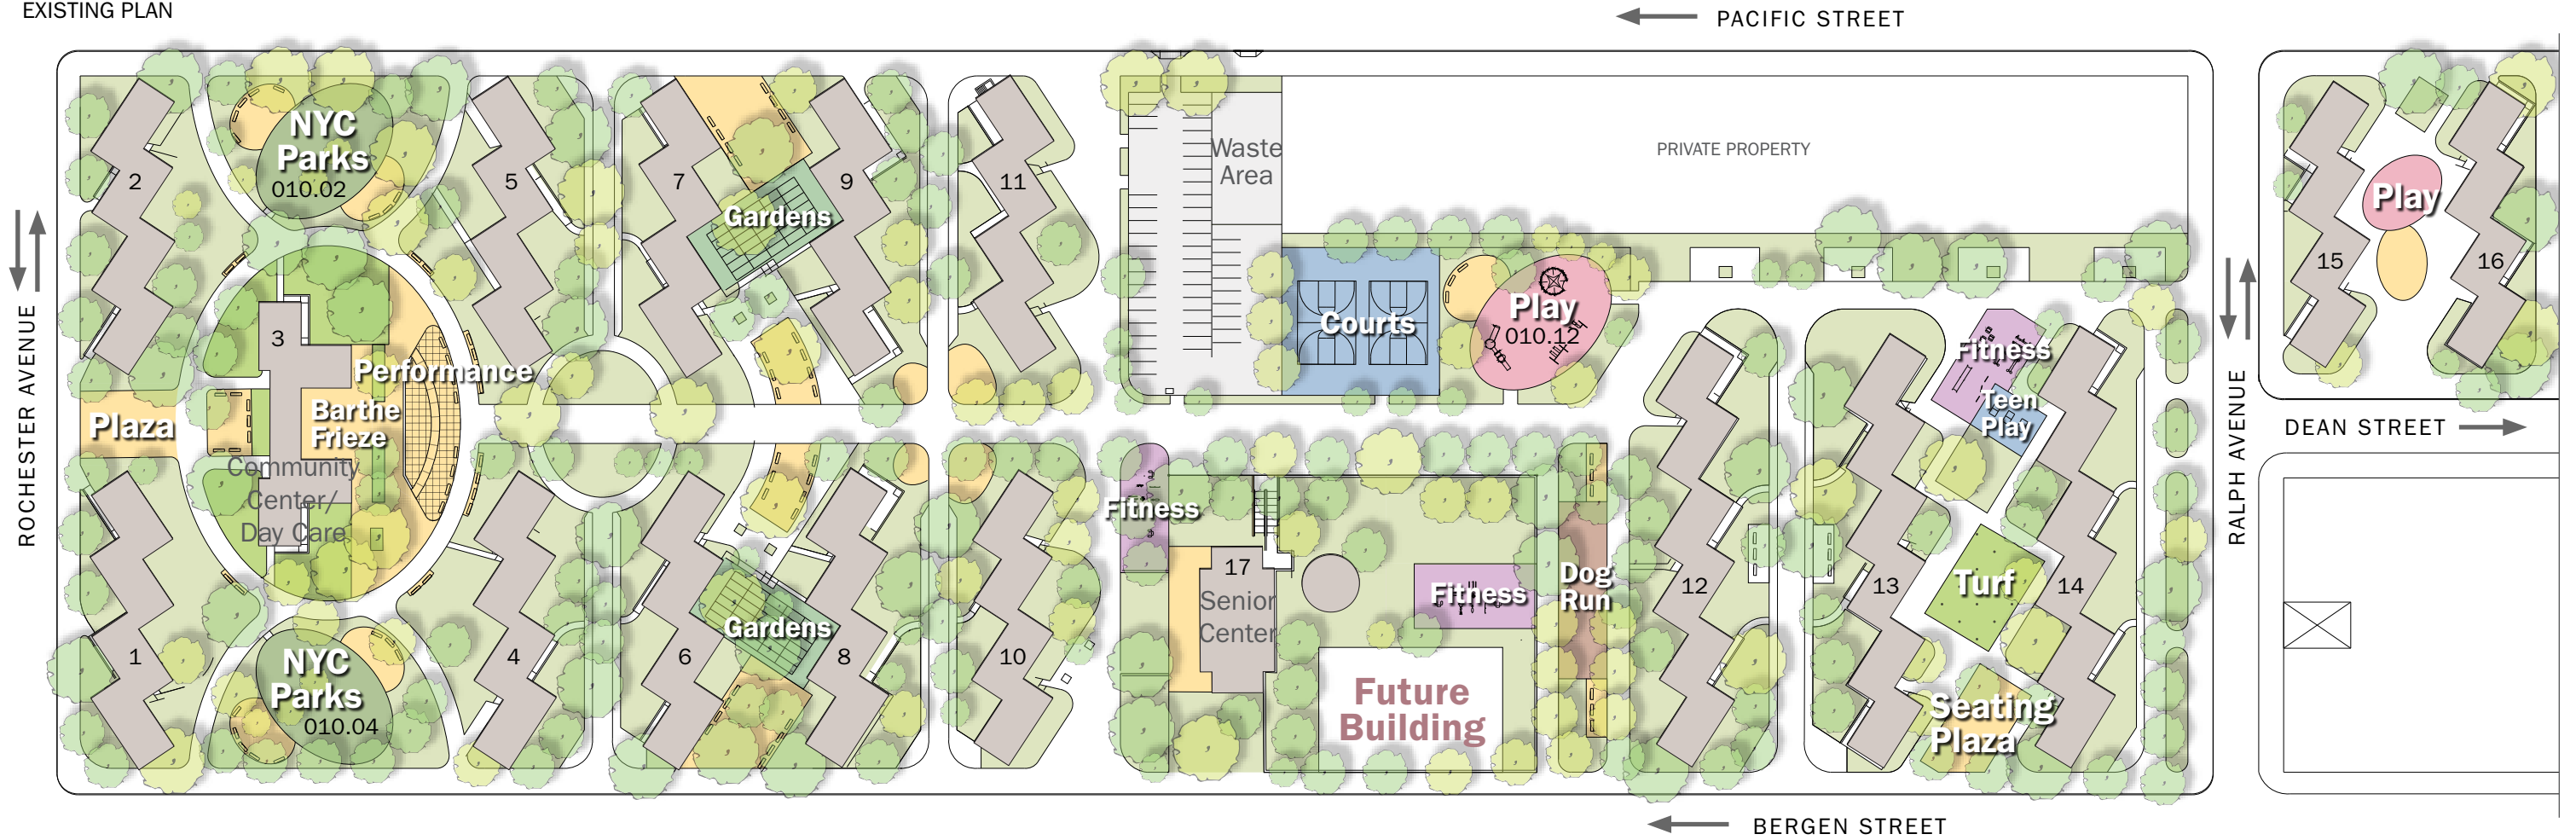 EXISTING PLAN
PACIFIC STREET
NYC
Parks
010.02
2
5
7
9
11
Gardens
Waste
Area
PRIVATE PROPERTY
Play
15
16
ROCHESTER AVENUE
3
Performance
Plaza
Barthe
Frieze
Community
Center/
Day Care
Courts
Play
010.12
Fitness
Teen
Play
RALPH AVENUE
DEAN STREET
Fitness
17
Senior
Center
Fitness
Dog
Run
12
13
Turf
14
1
NYC
Parks
010.04
4
6
Gardens
8
10
Future
Building
Seating
Plaza
BERGEN STREET